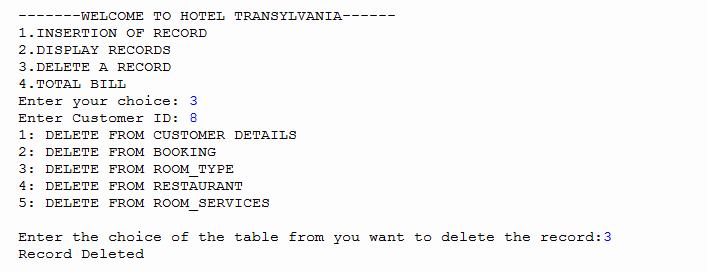 -------WELCOME TO HOTEL TRANSYLVANIA------
1.INSERTION OF RECORD
2.DISPLAY RECORDS
3.DELETE A RECORD
4.TOTAL BILL
Enter your choice: 3
Enter Customer ID: 8
1: DELETE FROM CUSTOMER DETAILS
2: DELETE FROM BOOKING
3: DELETE FROM ROOM_TYPE
4: DELETE FROM RESTAURANT
5: DELETE FROM ROOM_SERVICES
Enter the choice of the table from you want to delete the record:3
Record Deleted